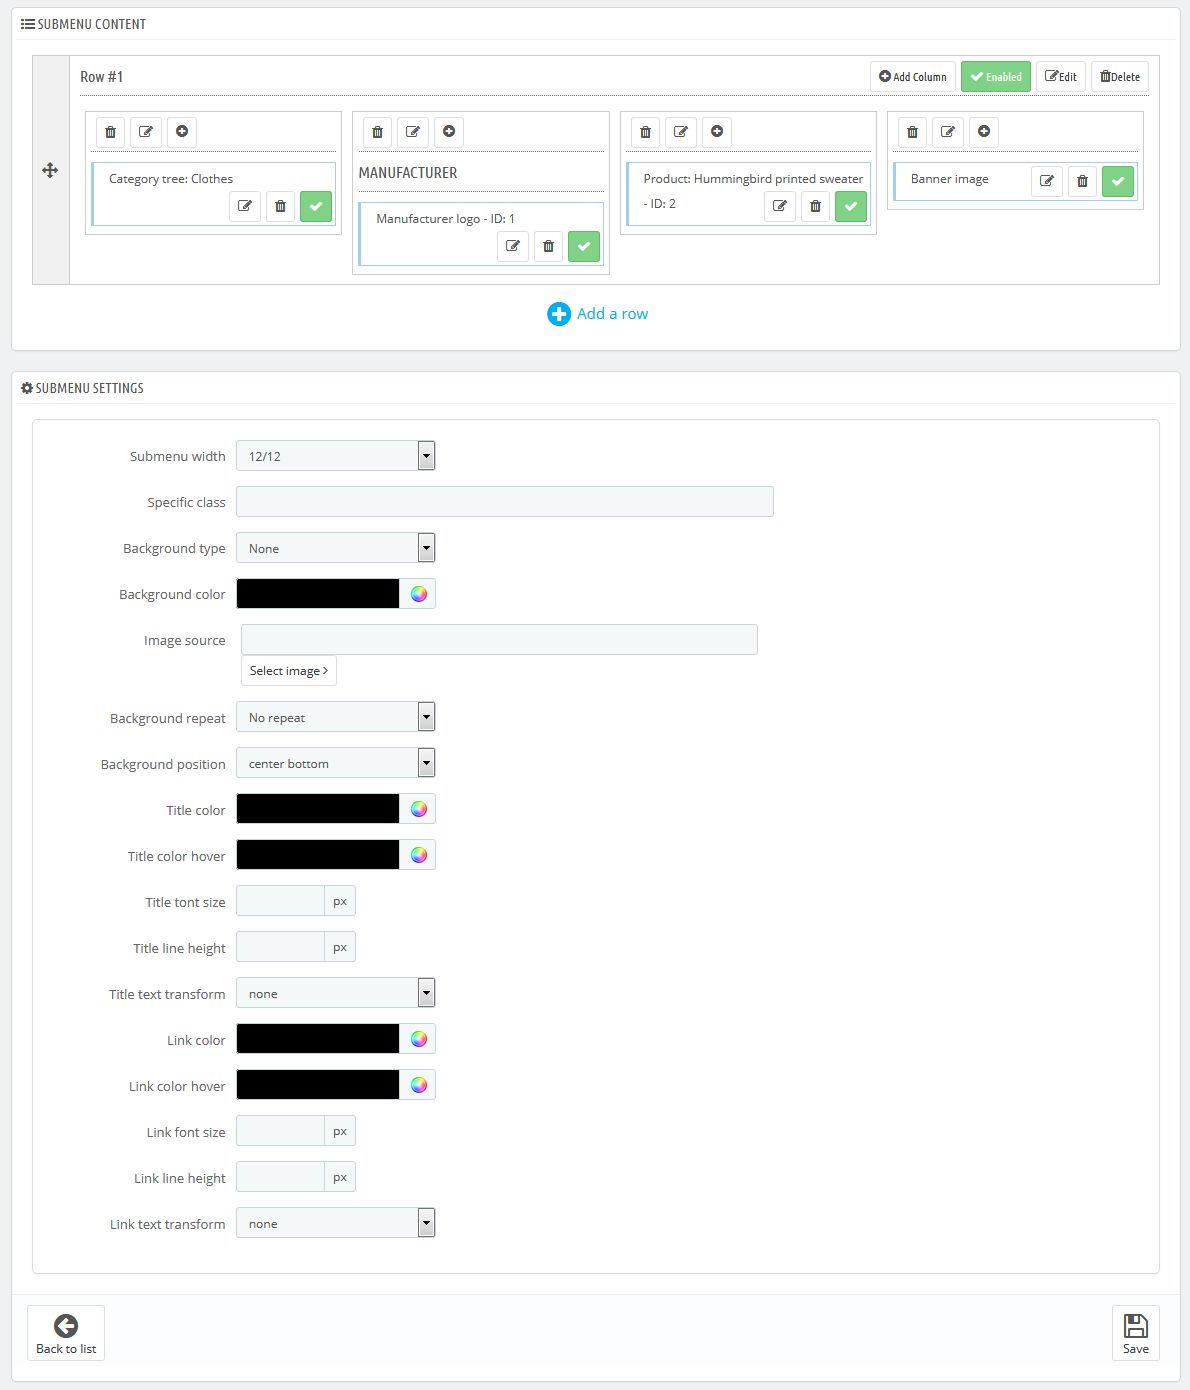 SUBMENU CONTENT
Row #1
Add Column
Enabled
Edit
Delete
Category tree: Clothes
MANUFACTURER
Manufacturer logo - ID: 1
Product: Hummingbird printed sweater
- ID: 2
Banner image
Add a row
SUBMENU SETTINGS
Submenu width 12/12
Specific class
Background type None
Background color
Image source
Select image
Background repeat No repeat
Background position center bottom
Title color
Title color hover
Title tont size px
Title line height px
Title text transform none
Link color
Link color hover
Link font size px
Link line height px
Link text transform none
Back to list
Save